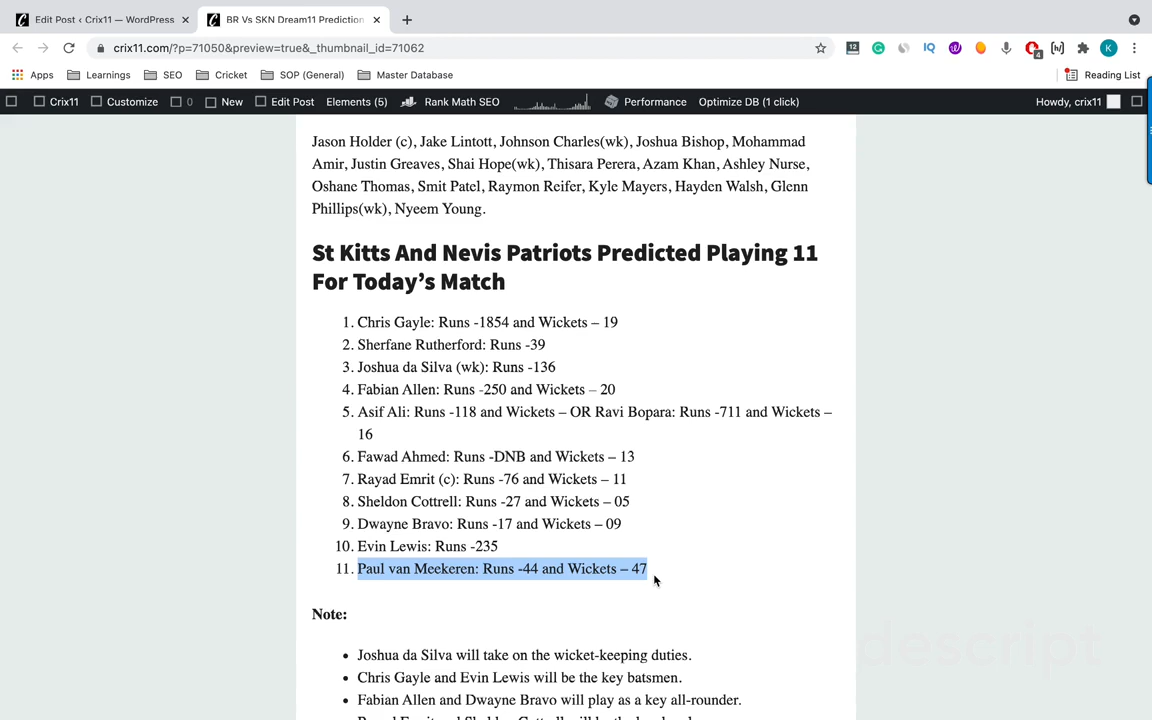 Edit Post ‹ Crix11 — WordPress
BR Vs SKN Dream11 Prediction
crix11.com/?p=71050&preview=true&_thumbnail_id=71062
12
IQ
4
[h]
K
Apps
Learnings
SEO
Cricket
SOP (General)
Master Database
Reading List
Crix11
Customize
0
New
Edit Post
Elements (5)
Rank Math SEO
Performance
Optimize DB (1 click)
Howdy, crix11
Jason Holder (c), Jake Lintott, Johnson Charles(wk), Joshua Bishop, Mohammad
Amir, Justin Greaves, Shai Hope(wk), Thisara Perera, Azam Khan, Ashley Nurse,
Oshane Thomas, Smit Patel, Raymon Reifer, Kyle Mayers, Hayden Walsh, Glenn
Phillips(wk), Nyeem Young.
St Kitts And Nevis Patriots Predicted Playing 11
For Today’s Match
1. Chris Gayle: Runs -1854 and Wickets – 19
2. Sherfane Rutherford: Runs -39
3. Joshua da Silva (wk): Runs -136
4. Fabian Allen: Runs -250 and Wickets – 20
5. Asif Ali: Runs -118 and Wickets – OR Ravi Bopara: Runs -711 and Wickets –
16
6. Fawad Ahmed: Runs -DNB and Wickets – 13
7. Rayad Emrit (c): Runs -76 and Wickets – 11
8. Sheldon Cottrell: Runs -27 and Wickets – 05
9. Dwayne Bravo: Runs -17 and Wickets – 09
10. Evin Lewis: Runs -235
11. Paul van Meekeren: Runs -44 and Wickets – 47
Note:
• Joshua da Silva will take on the wicket-keeping duties.
• Chris Gayle and Evin Lewis will be the key batsmen.
• Fabian Allen and Dwayne Bravo will play as a key all-rounder.
descript